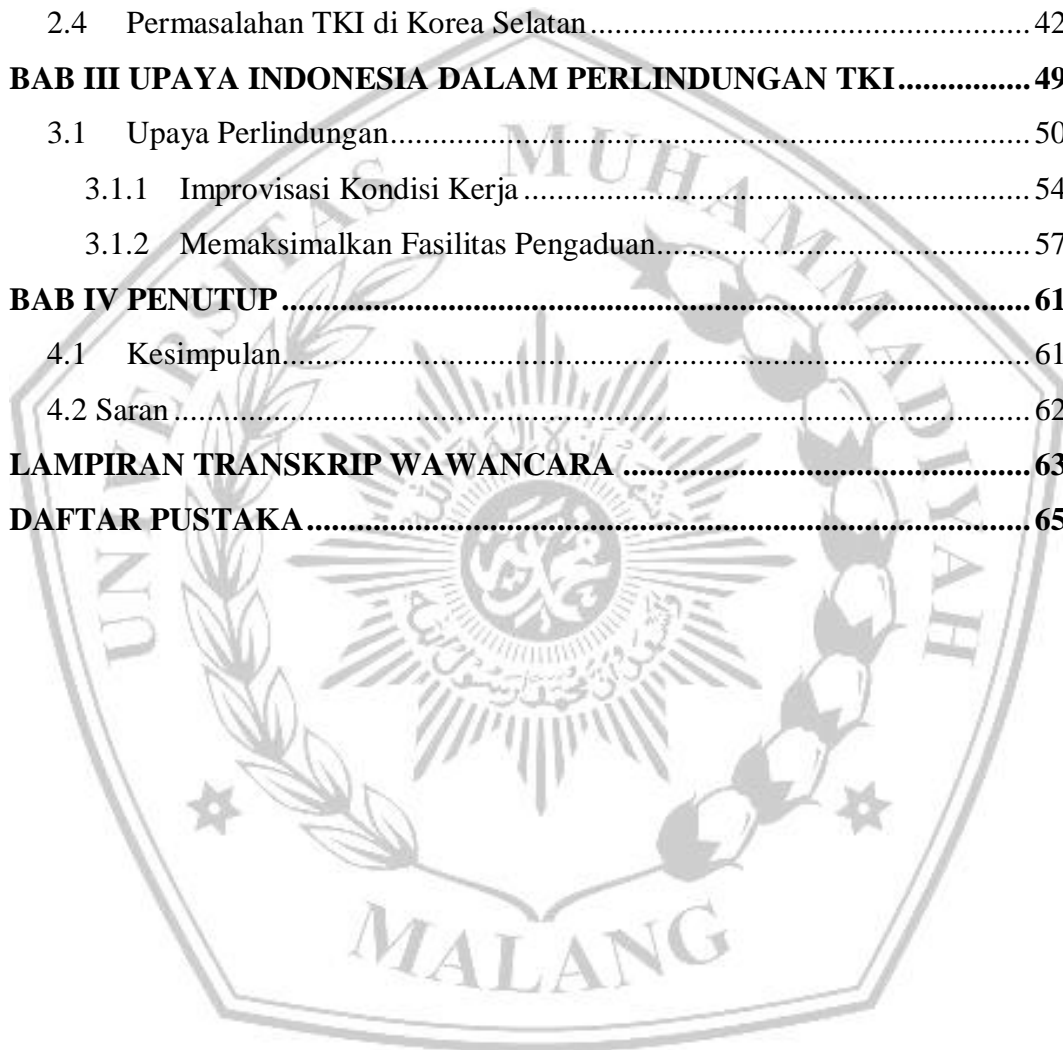 2.4 Permasalahan TKI di Korea Selatan ........................................ 42
BAB III UPAYA INDONESIA DALAM PERLINDUNGAN TKI ................ 49
3.1 Upaya Perlindungan ........................................ 50
3.1.1 Improvisasi Kondisi Kerja ........................................ 54
3.1.2 Memaksimalkan Fasilitas Pengaduan ........................................ 57
BAB IV PENUTUP ........................................ 61
4.1 Kesimpulan ........................................ 61
4.2 Saran ........................................ 62
LAMPIRAN TRANSKRIP WAWANCARA ........................................ 63
DAFTAR PUSTAKA ........................................ 65
UNIVERSITAS MUHAMMADIYAH
MALANG